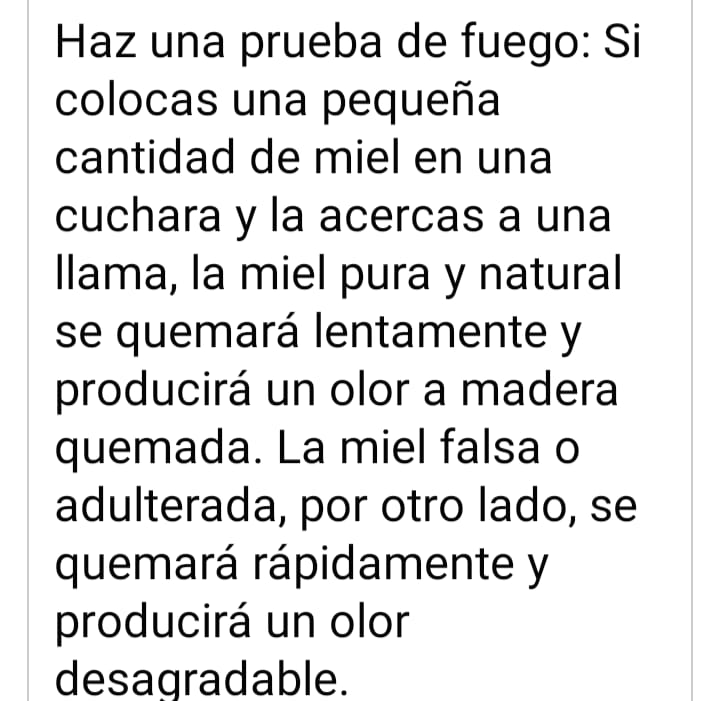 Haz una prueba de fuego: Si
colocas una pequeña
cantidad de miel en una
cuchara y la acercas a una
llama, la miel pura y natural
se quemará lentamente y
producirá un olor a madera
quemada. La miel falsa o
adulterada, por otro lado, se
quemará rápidamente y
producirá un olor
desagradable.